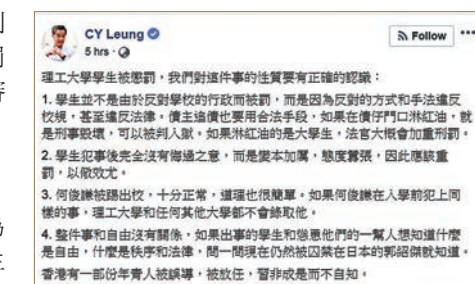 CY Leung
5 hrs ·
Follow
理工大學學生被懲罰，我們對這件事的性質要有正確的認識：
1. 學生並不是由於反對學校的行政而被罰，而是因為反對的方式和手法違反
校規，甚至違反法律。債主追債也要用合法手段，如果在債仔門口淋紅油，就
是刑事毀壞，可以被判入獄。如果淋紅油的是大學生，法官大概會加重刑罰。
2. 學生犯事後完全沒有悔過之意，而是變本加厲，態度囂張，因此應該重
罰，以儆效尤。
3. 何俊謙被踢出校，十分正常，道理也很簡單。如果何俊謙在入學前犯上同
樣的事，理工大學和任何其他大學都不會錄取他。
4. 整件事和自由沒有關係，如果出事的學生和慫恿他們的一幫人想知道什麼
是自由，什麼是秩序和法律，問一問現在仍然被囚禁在日本的郭紹傑就知道。
香港有一部份年青人被誤導，被放任，習非成是而不自知。